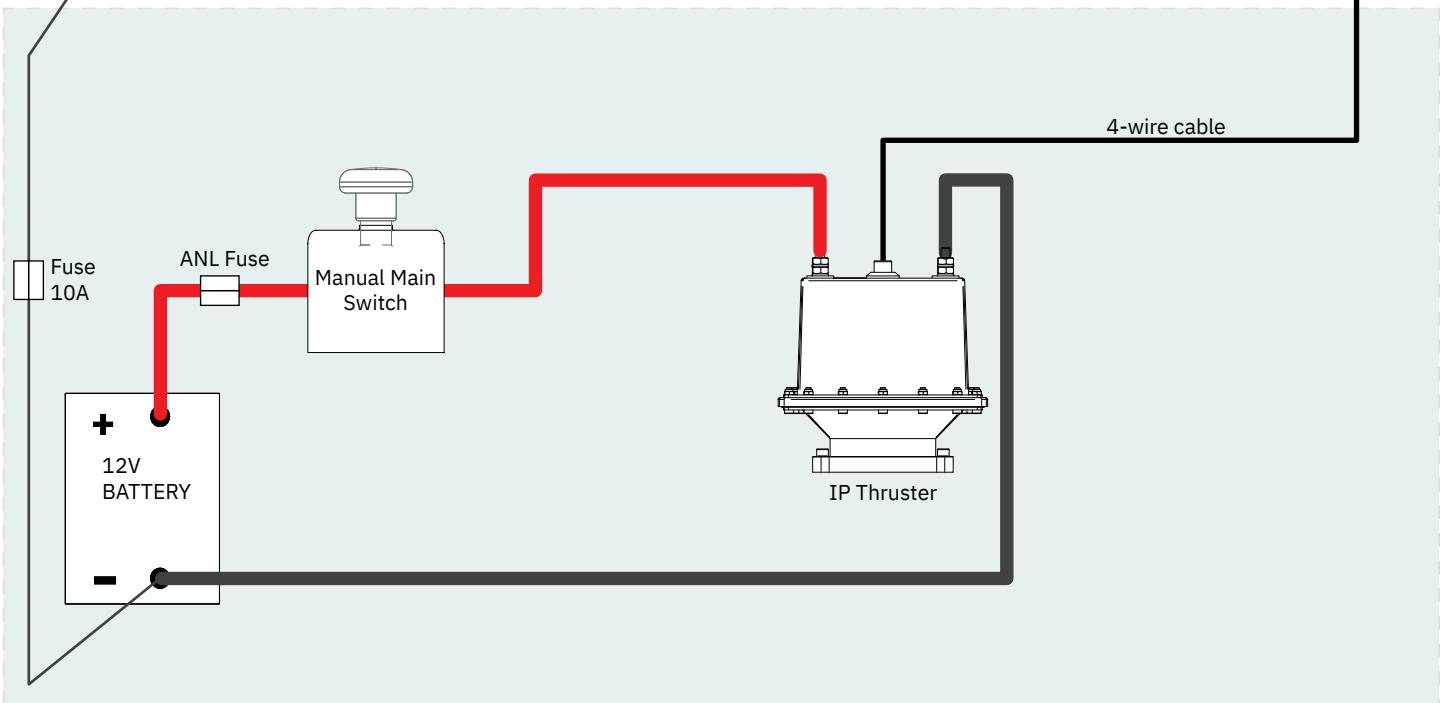 4-wire cable
ANL Fuse
Fuse
10A
Manual Main
Switch
+
12V
BATTERY
IP Thruster
-